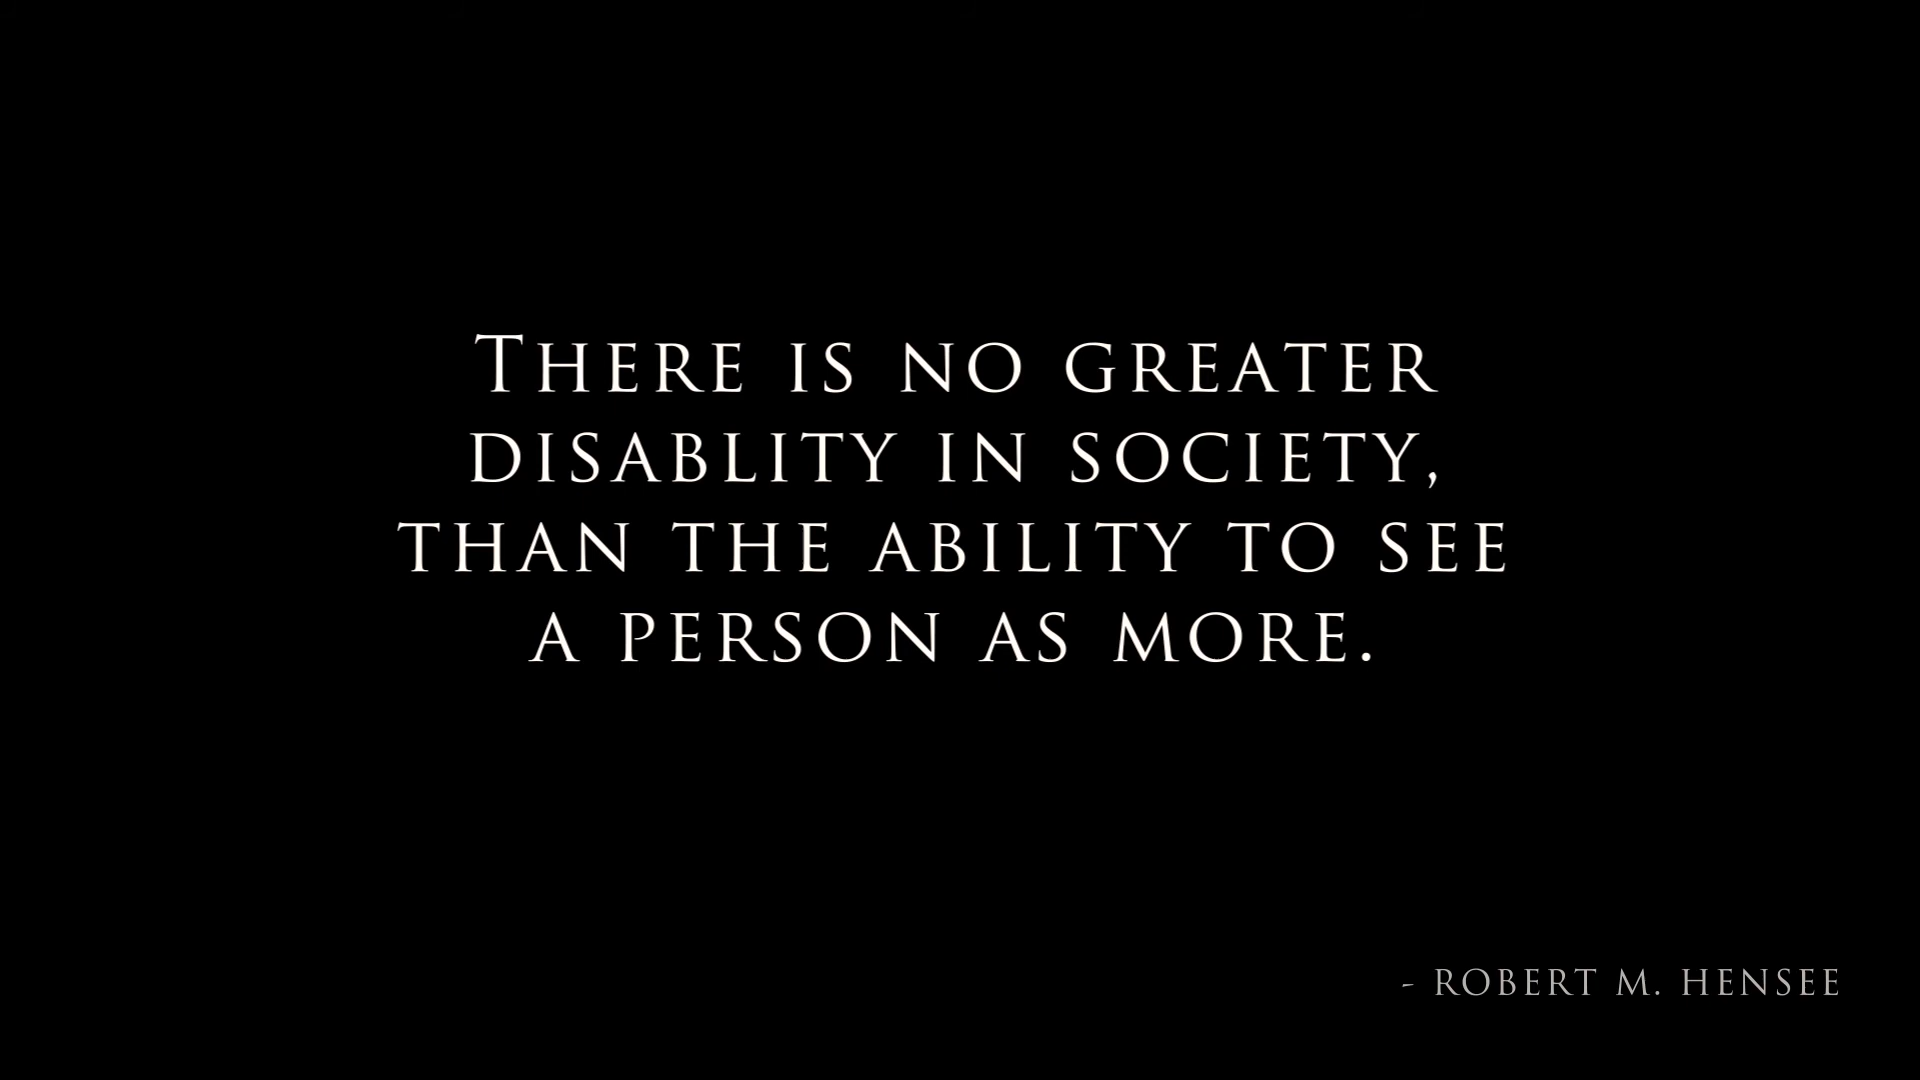 There is no greater
disablity in society,
than the ability to see
a person as more.
- Robert M. Hensee